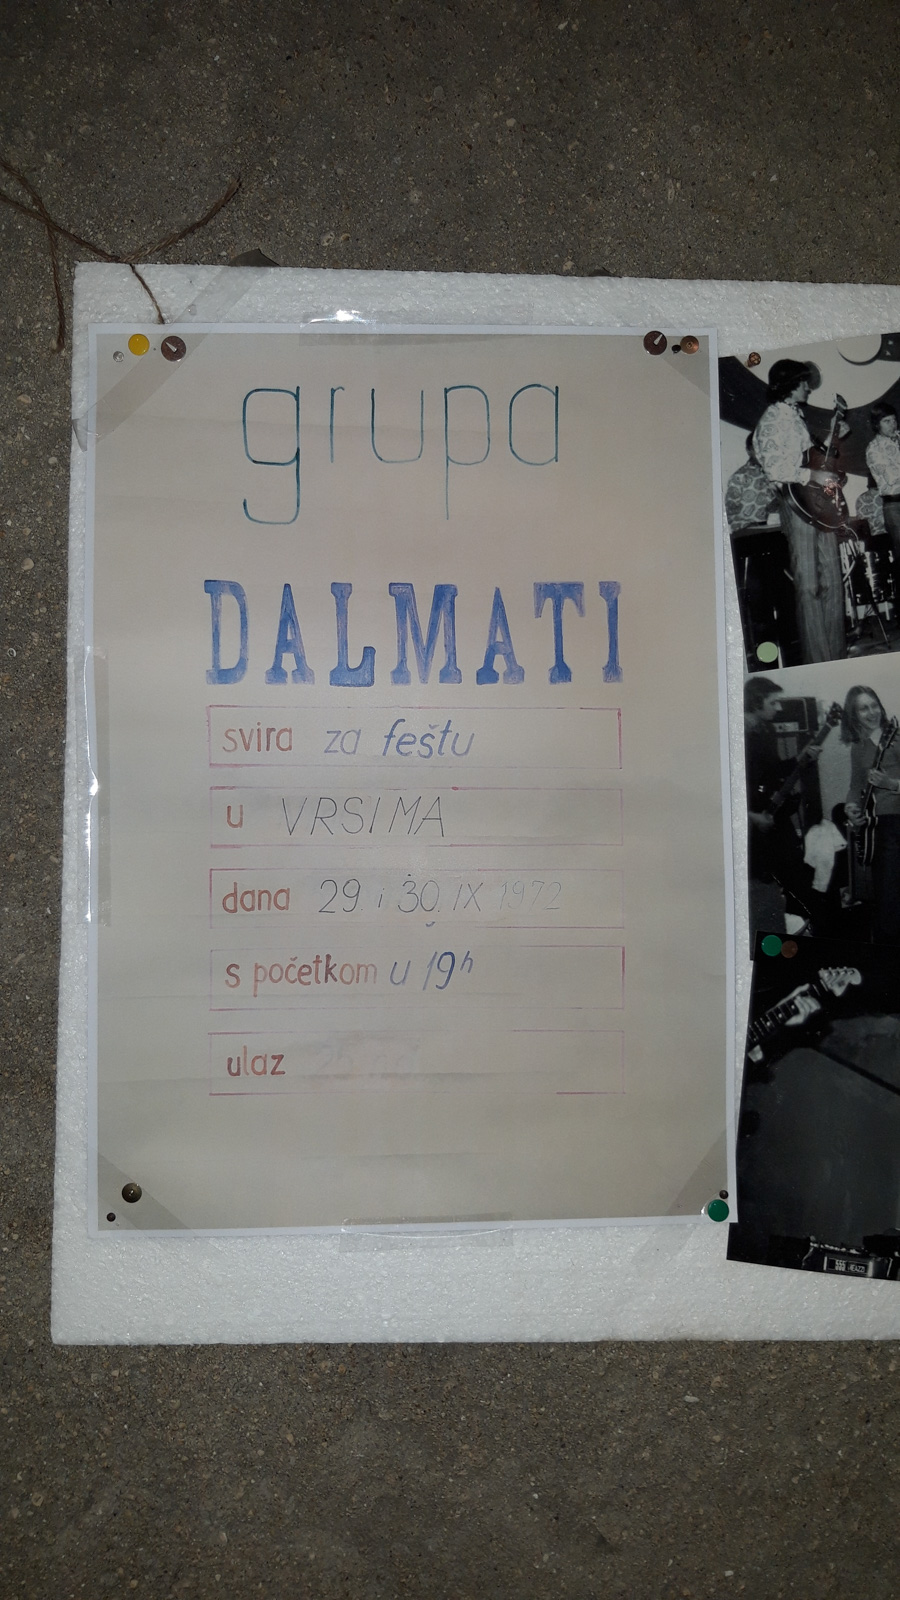 grupa
DALMATI
svira za feštu
u VRSIMA
dana 29. i 30. IX 1972
s početkom u 19h
ulaz